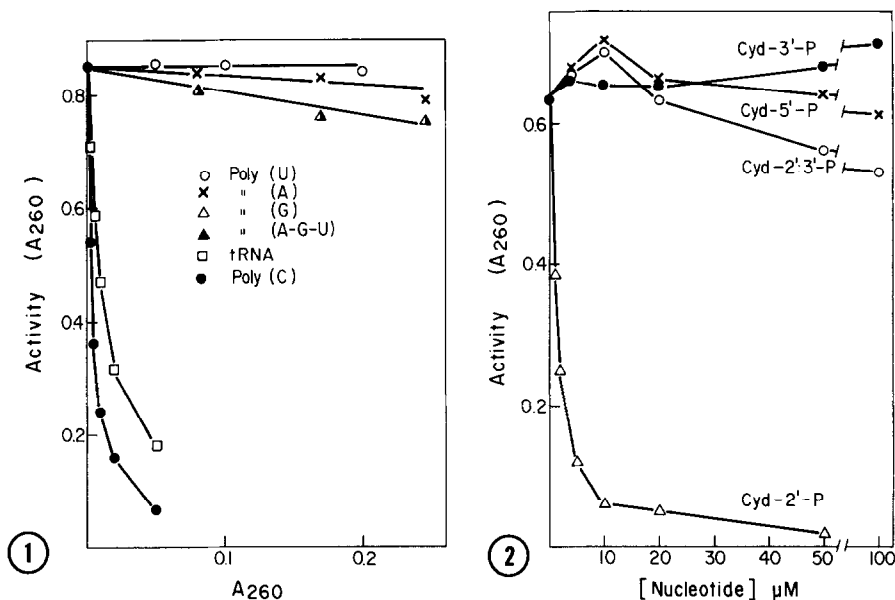 0.8
0.6
0.4
0.2
Activity (A260)
Poly (U)
" (A)
" (G)
" (A-G-U)
tRNA
Poly (C)
0.1
0.2
A260
1
0.6
0.4
0.2
Activity (A260)
Cyd-3'-P
Cyd-5'-P
Cyd-2':3'-P
Cyd-2'-P
10
20
30
40
50
100
[Nucleotide] μM
2